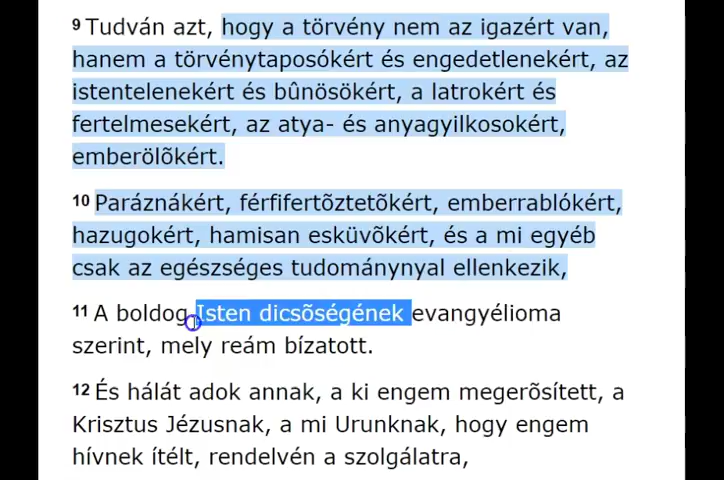 9 Tudván azt, hogy a törvény nem az igazért van,
hanem a törvénytaposókért és engedetlenekért, az
istentelenekért és bûnösökért, a latrokért és
fertelmesekért, az atya- és anyagyilkosokért,
emberölõkért.
10 Paráznákért, férfifertõztetõkért, emberrablókért,
hazugokért, hamisan esküvõkért, és a mi egyéb
csak az egészséges tudománynyal ellenkezik,
11 A boldog Isten dicsõségének evangyélioma
szerint, mely reám bízatott.
12 És hálát adok annak, a ki engem megerõsített, a
Krisztus Jézusnak, a mi Urunknak, hogy engem
hívnek ítélt, rendelvén a szolgálatra,